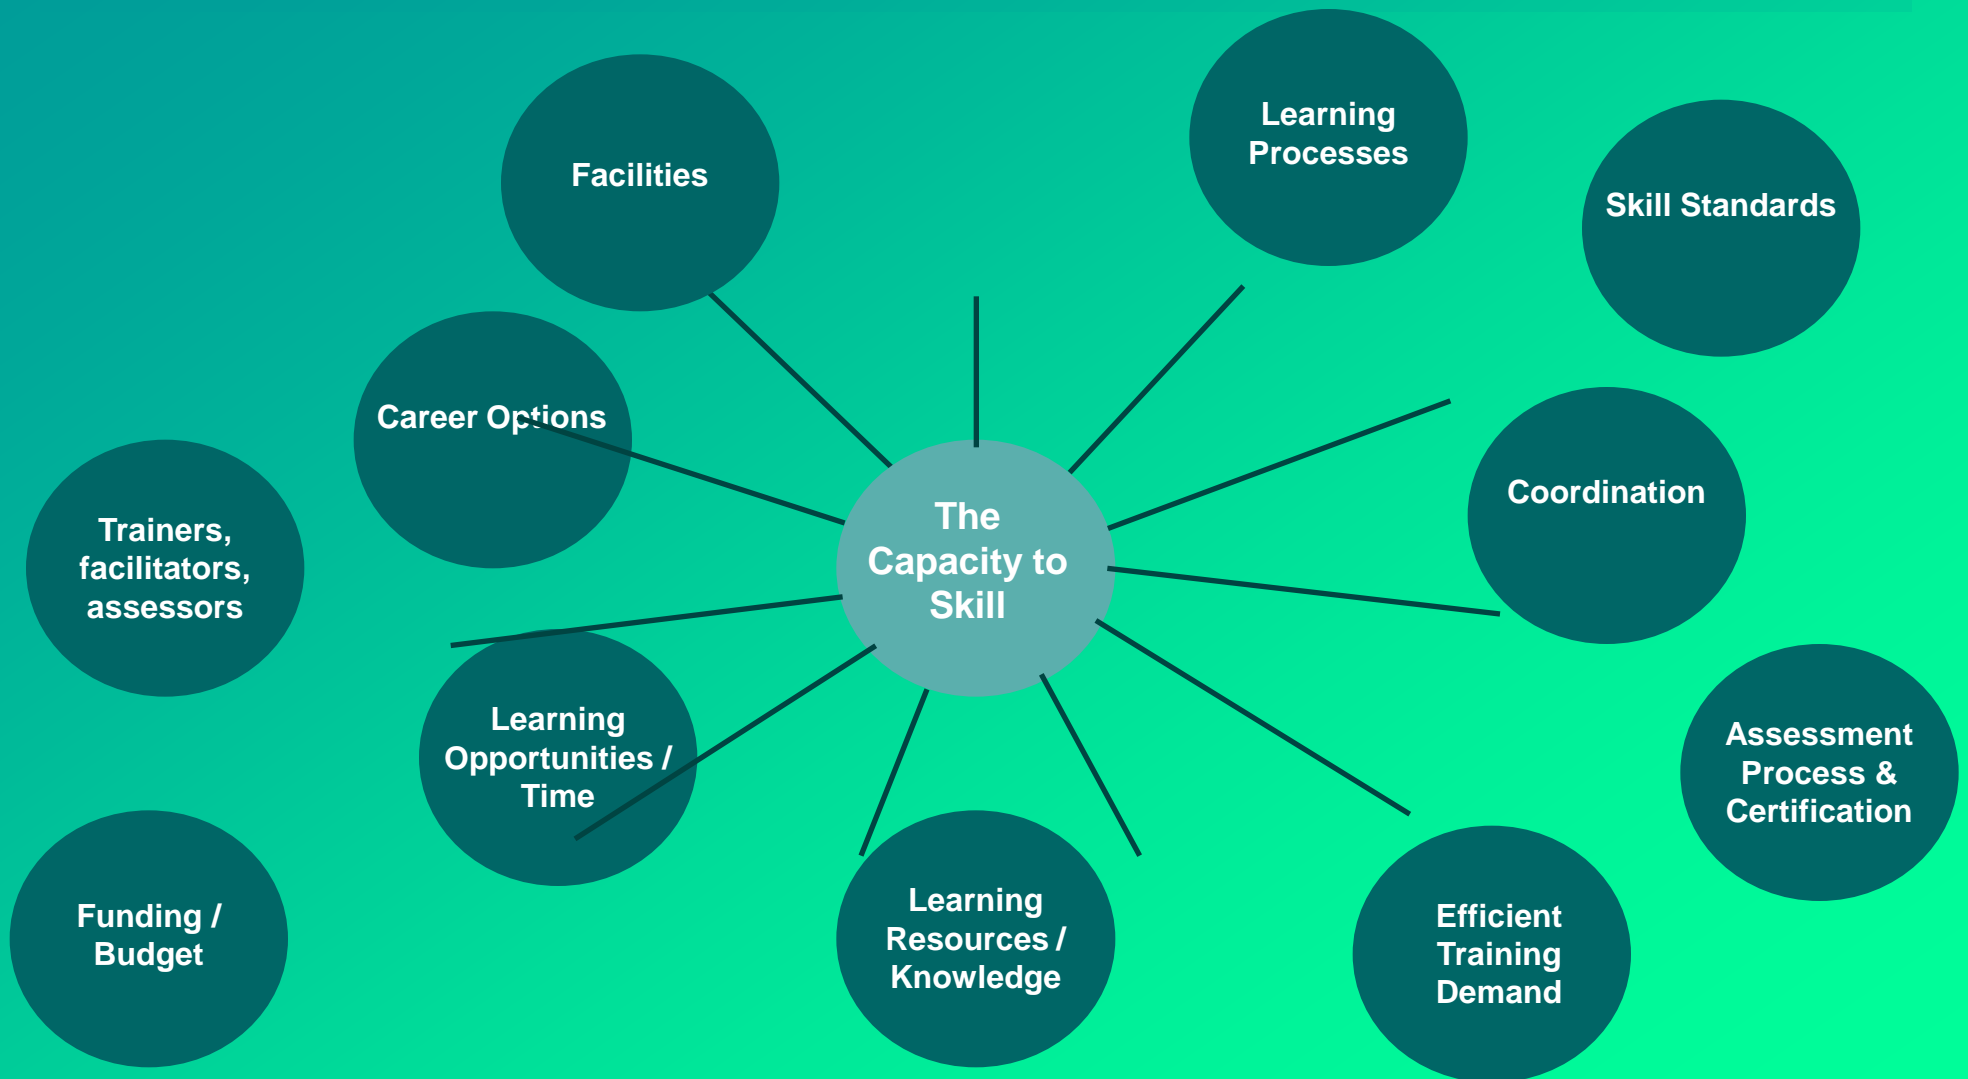 Facilities
Learning
Processes
Skill Standards
Career Options
Coordination
Trainers,
facilitators,
assessors
The
Capacity to
Skill
Learning
Opportunities /
Time
Assessment
Process &
Certification
Funding /
Budget
Learning
Resources /
Knowledge
Efficient
Training
Demand